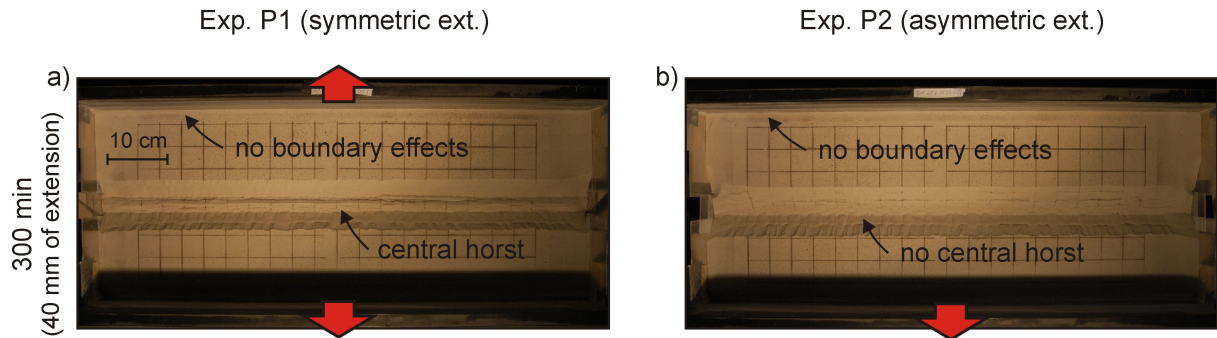 Exp. P1 (symmetric ext.)
Exp. P2 (asymmetric ext.)
a)
b)
300 min
(40 mm of extension)
10 cm
no boundary effects
central horst
no boundary effects
no central horst